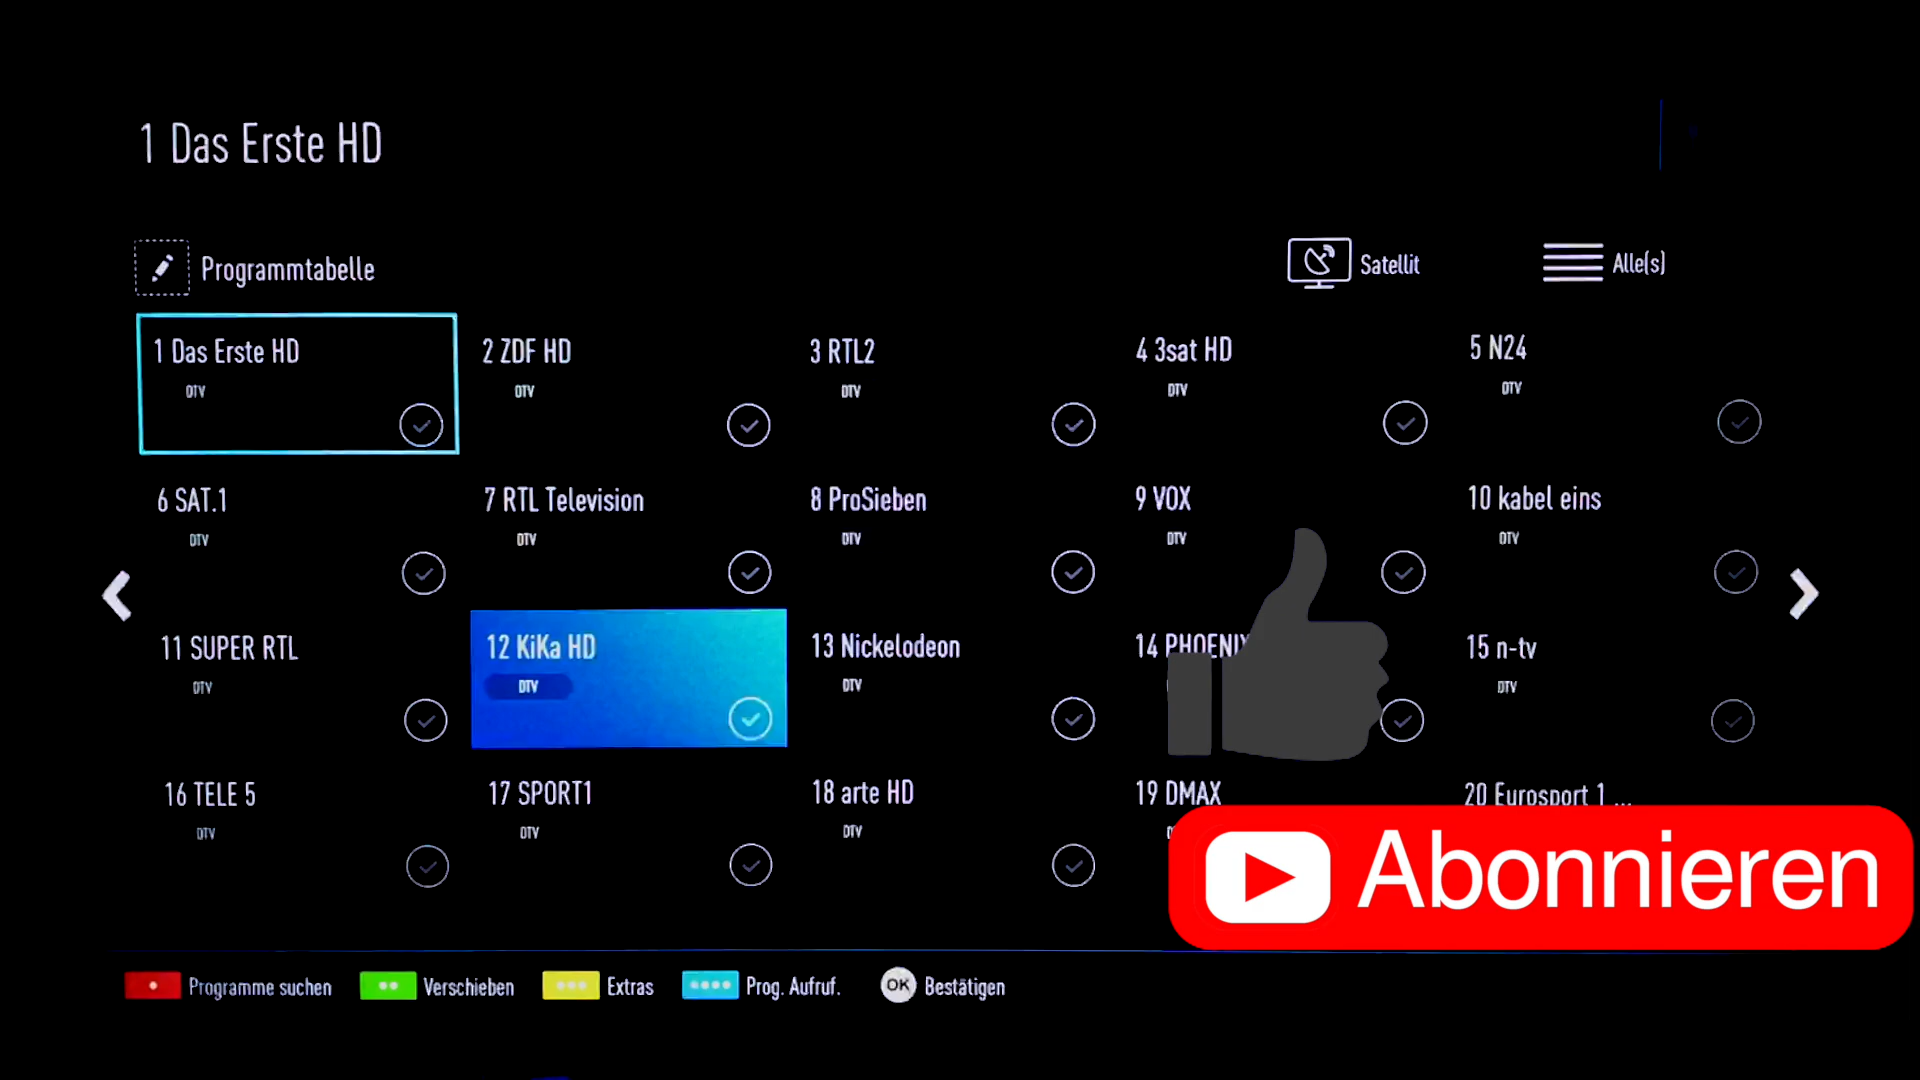 1 Das Erste HD
Programmtabelle
Satellit
Alle(s)
1 Das Erste HD
DTV
2 ZDF HD
DTV
3 RTL2
DTV
4 3sat HD
DTV
5 N24
DTV
6 SAT.1
DTV
7 RTL Television
DTV
8 ProSieben
DTV
9 VOX
DTV
10 kabel eins
DTV
11 SUPER RTL
DTV
12 KiKa HD
DTV
13 Nickelodeon
DTV
14 PHOENIX
15 n-tv
DTV
16 TELE 5
DTV
17 SPORT1
DTV
18 arte HD
DTV
19 DMAX
20 Eurosport 1 ...
Abonnieren
Programme suchen
Verschieben
Extras
Prog. Aufruf.
OK Bestätigen